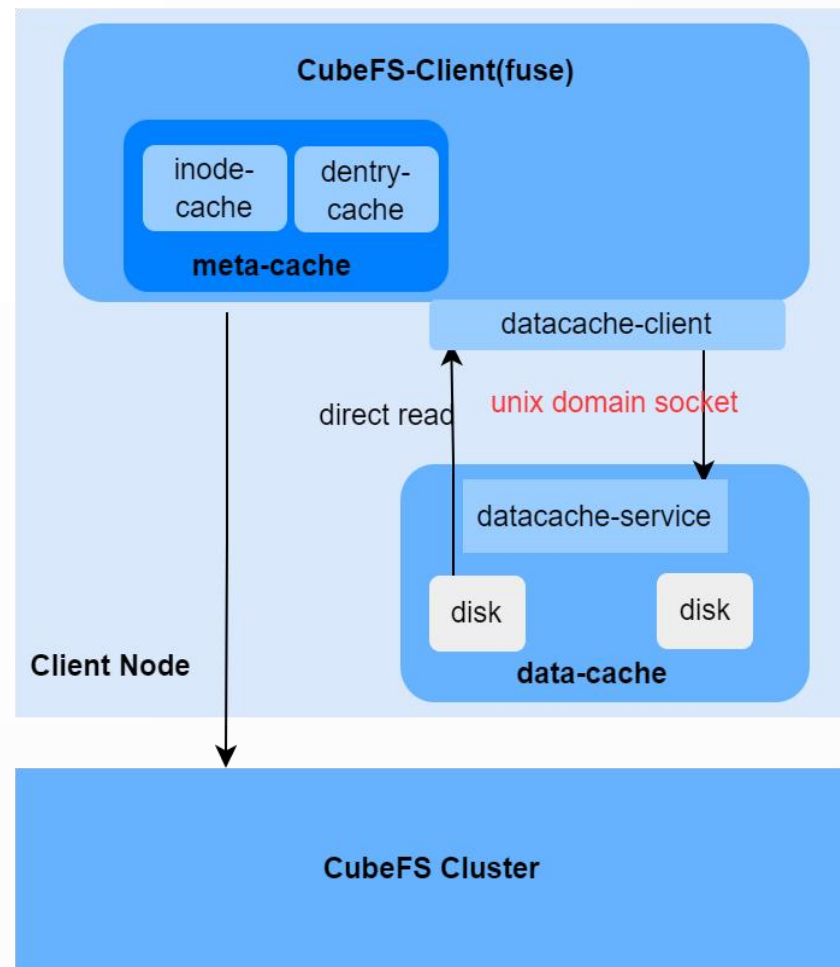 CubeFS-Client(fuse)
inode-
cache
dentry-
cache
meta-cache
datacache-client
direct read
unix domain socket
datacache-service
disk
disk
data-cache
Client Node
CubeFS Cluster